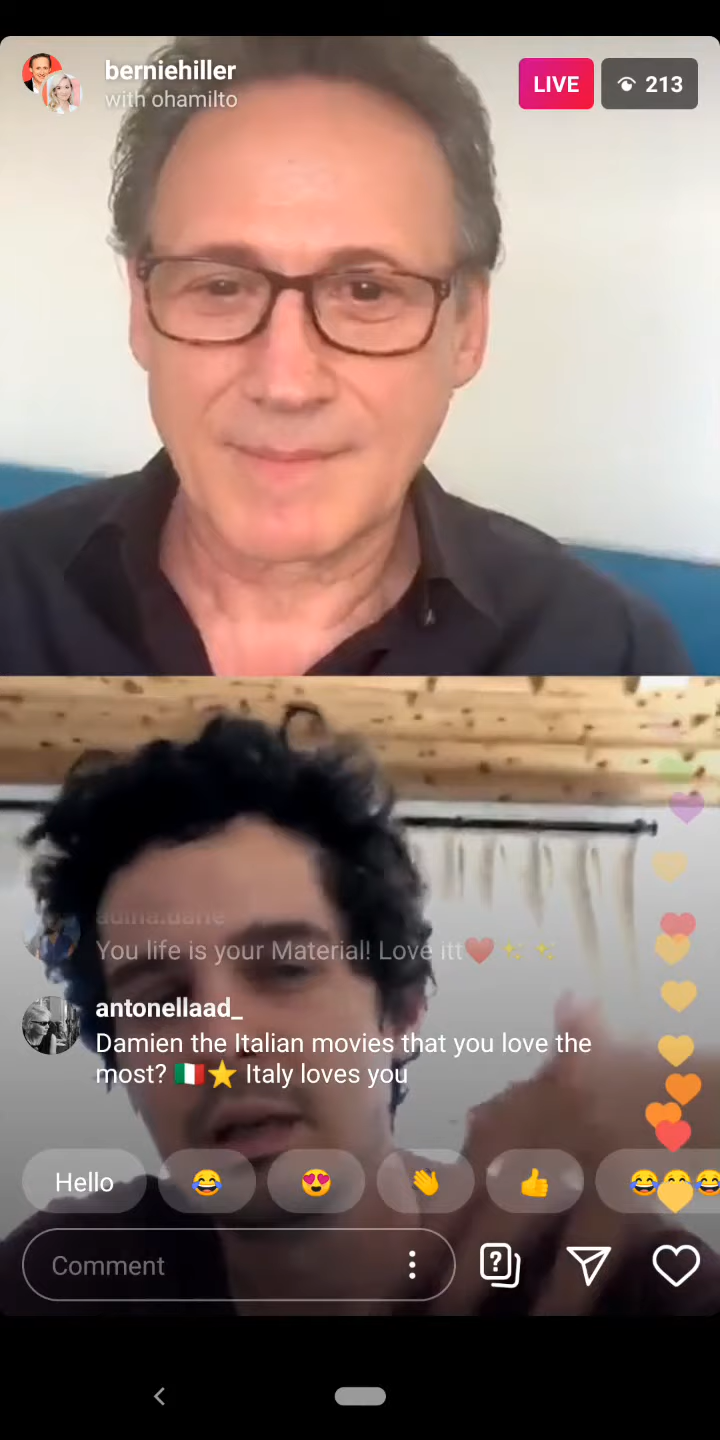 berniehiller
with ohamilto
LIVE
213
You life is your Material! Love itt❤️✨✨
antonellaad_
Damien the Italian movies that you love the
most? 🇮🇹⭐ Italy loves you
Hello
Comment